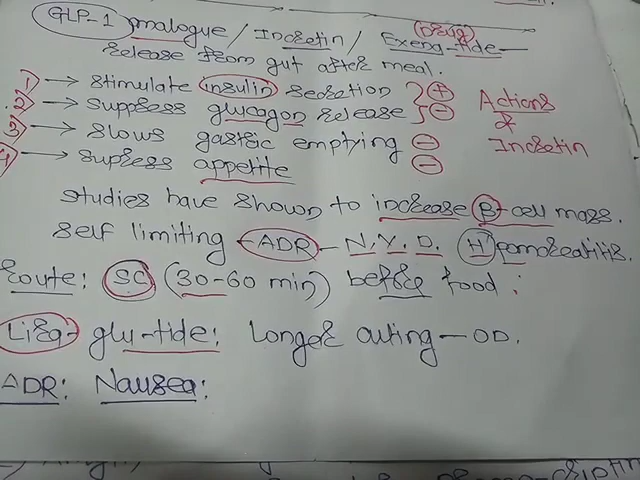 (Drug)
GLP-1 analogue / Incretin / Exena-tide—
Release from gut after meal.
1) → Stimulate insulin secretion } (+) Actions
2) → suppress glucagon release } (−) of
3) → slows gastric emptying (−) Incretin
4) → supress appetite (−)
studies have shown to increase β-cell mass.
self limiting - ADR - N.V.D. (H) pancreatitis.
Route: SC (30-60 min) before food :
Lira-glu-tide: Longer acting — OD.
ADR: Nausea: